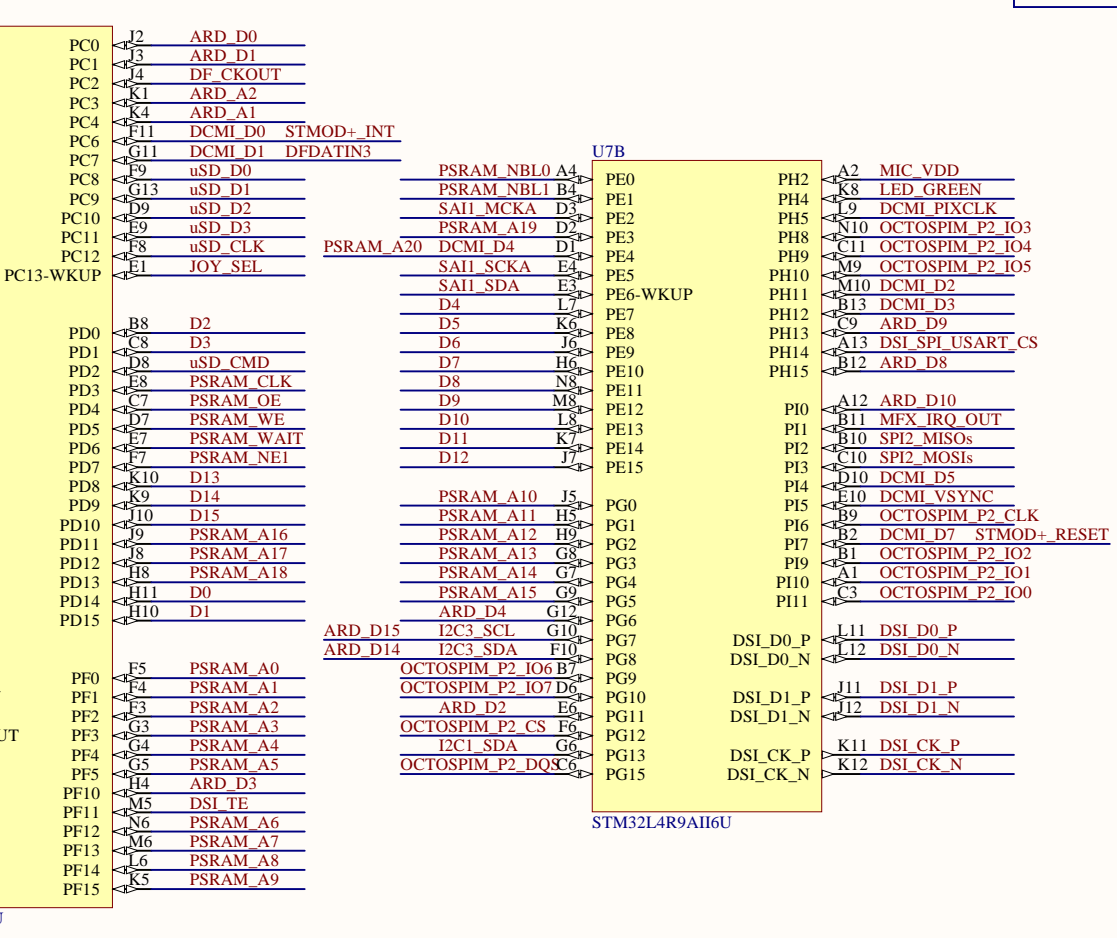 PC0 J2 ARD_D0
PC1 J3 ARD_D1
PC2 J4 DF_CKOUT
PC3 K1 ARD_A2
PC4 K4 ARD_A1
PC6 F11 DCMI_D0 STMOD+_INT
PC7 G11 DCMI_D1 DFDATIN3
PC8 F9 uSD_D0
PC9 G13 uSD_D1
PC10 D9 uSD_D2
PC11 E9 uSD_D3
PC12 F8 uSD_CLK
PC13-WKUP E1 JOY_SEL
PD0 B8 D2
PD1 C8 D3
PD2 D8 uSD_CMD
PD3 E8 PSRAM_CLK
PD4 C7 PSRAM_OE
PD5 D7 PSRAM_WE
PD6 E7 PSRAM_WAIT
PD7 F7 PSRAM_NE1
PD8 K10 D13
PD9 K9 D14
PD10 J10 D15
PD11 J9 PSRAM_A16
PD12 J8 PSRAM_A17
PD13 H8 PSRAM_A18
PD14 H11 D0
PD15 H10 D1
PF0 F5 PSRAM_A0
PF1 F4 PSRAM_A1
PF2 F3 PSRAM_A2
UT
PF3 G3 PSRAM_A3
PF4 G4 PSRAM_A4
PF5 G5 PSRAM_A5
PF10 H4 ARD_D3
PF11 M5 DSI_TE
PF12 N6 PSRAM_A6
PF13 M6 PSRAM_A7
PF14 L6 PSRAM_A8
PF15 K5 PSRAM_A9
U7B
PSRAM_NBL0 A4 PE0
PSRAM_NBL1 B4 PE1
SAI1_MCKA D3 PE2
PSRAM_A19 D2 PE3
PSRAM_A20 DCMI_D4 D1 PE4
SAI1_SCKA E4 PE5
SAI1_SDA E3 PE6-WKUP
D4 L7 PE7
D5 K6 PE8
D6 J6 PE9
D7 H6 PE10
D8 N8 PE11
D9 M8 PE12
D10 L8 PE13
D11 K7 PE14
D12 J7 PE15
PSRAM_A10 J5 PG0
PSRAM_A11 H5 PG1
PSRAM_A12 H9 PG2
PSRAM_A13 G8 PG3
PSRAM_A14 G7 PG4
PSRAM_A15 G9 PG5
ARD_D4 G12 PG6
ARD_D15 I2C3_SCL G10 PG7
ARD_D14 I2C3_SDA F10 PG8
OCTOSPIM_P2_IO6 B7 PG9
OCTOSPIM_P2_IO7 D6 PG10
ARD_D2 E6 PG11
OCTOSPIM_P2_CS F6 PG12
I2C1_SDA G6 PG13
OCTOSPIM_P2_DQS C6 PG15
PH2 A2 MIC_VDD
PH4 K8 LED_GREEN
PH5 L9 DCMI_PIXCLK
PH8 N10 OCTOSPIM_P2_IO3
PH9 C11 OCTOSPIM_P2_IO4
PH10 M9 OCTOSPIM_P2_IO5
PH11 M10 DCMI_D2
PH12 B13 DCMI_D3
PH13 C9 ARD_D9
PH14 A13 DSI_SPI_USART_CS
PH15 B12 ARD_D8
PI0 A12 ARD_D10
PI1 B11 MFX_IRQ_OUT
PI2 B10 SPI2_MISOs
PI3 C10 SPI2_MOSIs
PI4 D10 DCMI_D5
PI5 E10 DCMI_VSYNC
PI6 B9 OCTOSPIM_P2_CLK
PI7 B2 DCMI_D7 STMOD+_RESET
PI9 B1 OCTOSPIM_P2_IO2
PI10 A1 OCTOSPIM_P2_IO1
PI11 C3 OCTOSPIM_P2_IO0
DSI_D0_P L11 DSI_D0_P
DSI_D0_N L12 DSI_D0_N
DSI_D1_P J11 DSI_D1_P
DSI_D1_N J12 DSI_D1_N
DSI_CK_P K11 DSI_CK_P
DSI_CK_N K12 DSI_CK_N
STM32L4R9AII6U